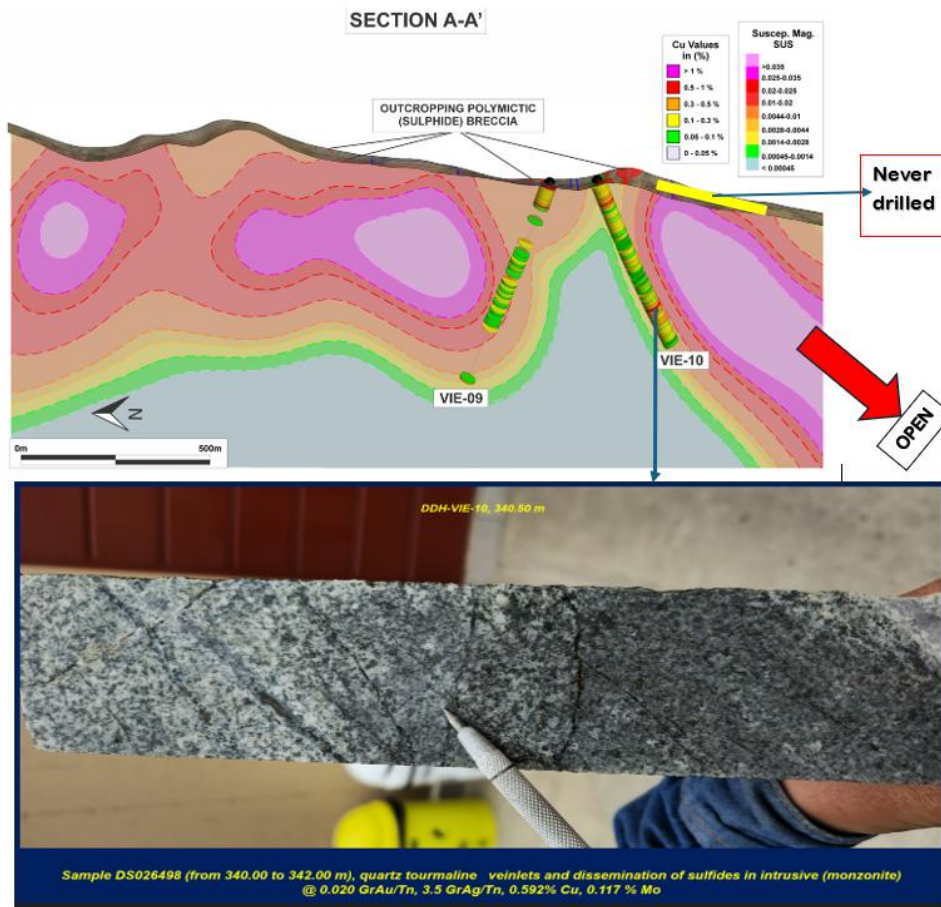 SECTION A-A'
Cu Values
in (%)
> 1 %
0.5 - 1 %
0.3 - 0.5 %
0.1 - 0.3 %
0.05 - 0.1 %
0 - 0.05 %
Suscep. Mag.
SUS
>0.035
0.025-0.035
0.02-0.025
0.01-0.02
0.0044-0.01
0.0028-0.0044
0.0014-0.0028
0.00045-0.0014
< 0.00045
OUTCROPPING POLYMICTIC
(SULPHIDE) BRECCIA
Never
drilled
VIE-09
VIE-10
OPEN
N
0m
500m
DDH-VIE-10, 340.50 m
Sample DS026498 (from 340.00 to 342.00 m), quartz tourmaline veinlets and dissemination of sulfides in intrusive (monzonite)
@ 0.020 GrAu/Tn, 3.5 GrAg/Tn, 0.592% Cu, 0.117 % Mo